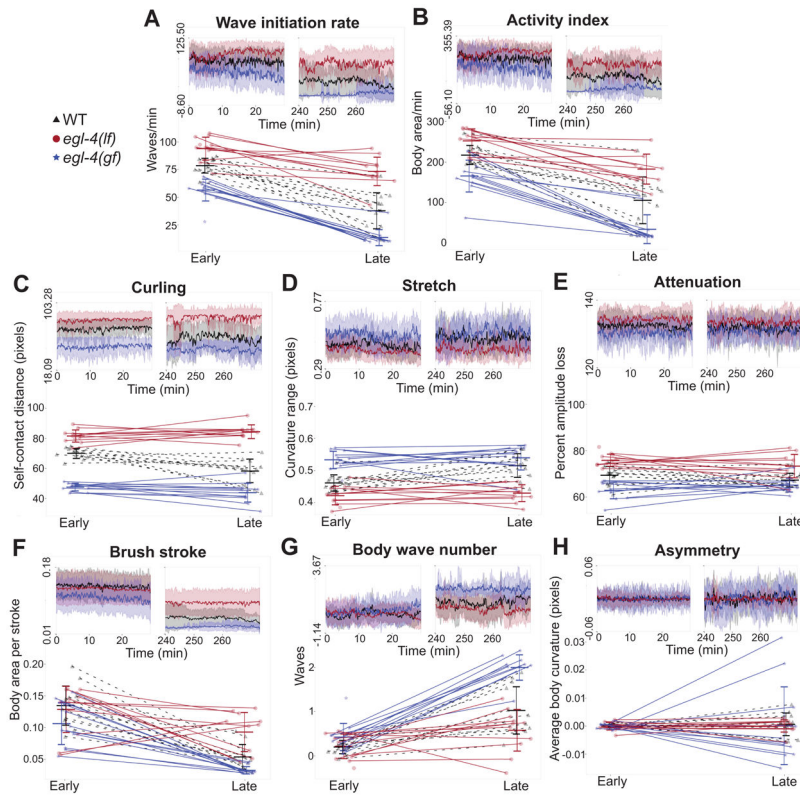 A
Wave initiation rate
125.50
-8.60
0 10 20 240 250 260
Time (min)
WT
egl-4(lf)
egl-4(gf)
Waves/min
100
75
50
25
Early Late
B
Activity index
355.39
-56.10
0 10 20 240 250 260
Time (min)
Body area/min
300
200
100
0
Early Late
C
Curling
103.28
18.09
0 10 20 240 250 260
Time (min)
Self-contact distance (pixels)
100
80
60
40
Early Late
D
Stretch
0.77
0.29
0 10 20 240 250 260
Time (min)
Curvature range (pixels)
0.7
0.6
0.5
0.4
Early Late
E
Attenuation
140
120
0 10 20 240 250 260
Time (min)
Percent amplitude loss
90
80
70
60
Early Late
F
Brush stroke
0.18
0.01
0 10 20 240 250 260
Time (min)
Body area per stroke
0.20
0.15
0.10
0.05
Early Late
G
Body wave number
3.67
-1.14
0 10 20 240 250 260
Time (min)
Waves
2
1
0
Early Late
H
Asymmetry
0.06
-0.06
0 10 20 240 250 260
Time (min)
Average body curvature (pixels)
0.03
0.02
0.01
0.00
-0.01
Early Late